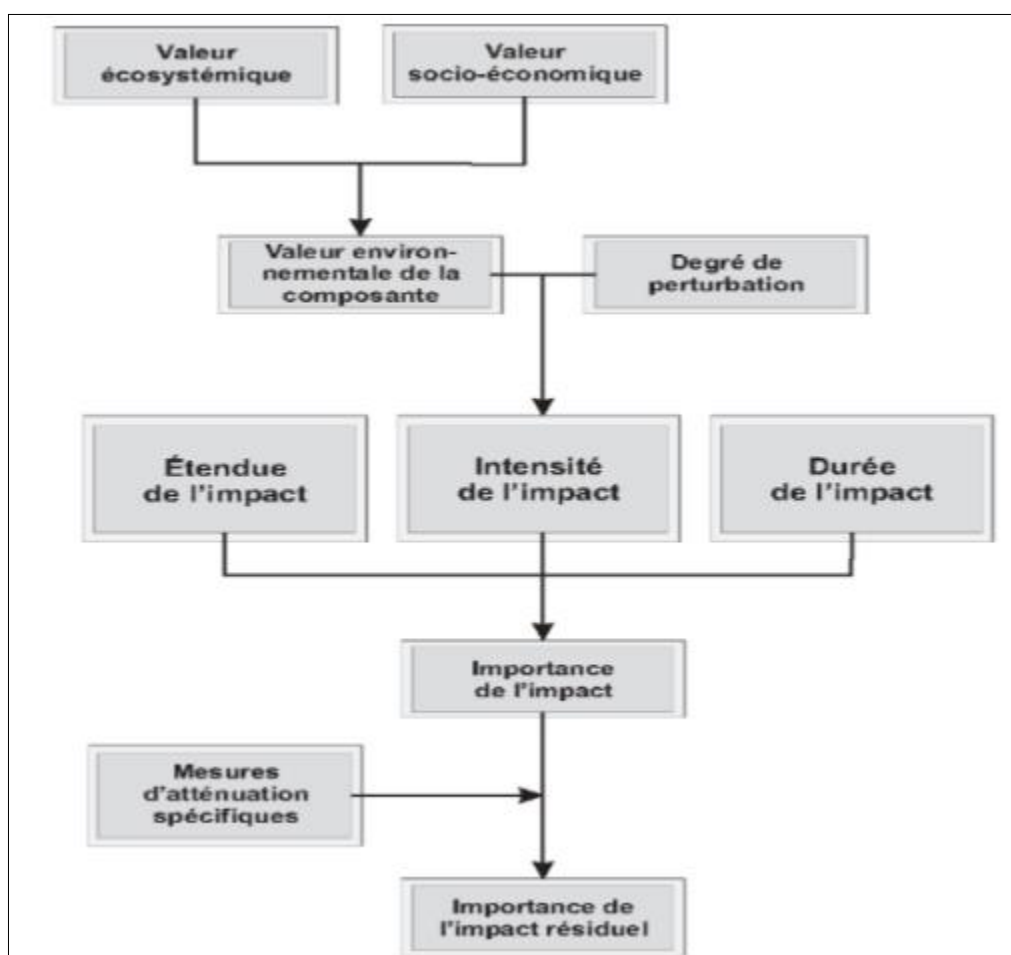 Valeur
écosystémique
Valeur
socio-économique
Valeur environ-
nementale de la
composante
Degré de
perturbation
Étendue
de l'impact
Intensité
de l'impact
Durée
de l'impact
Importance
de l'impact
Mesures
d'atténuation
spécifiques
Importance de
l'impact résiduel